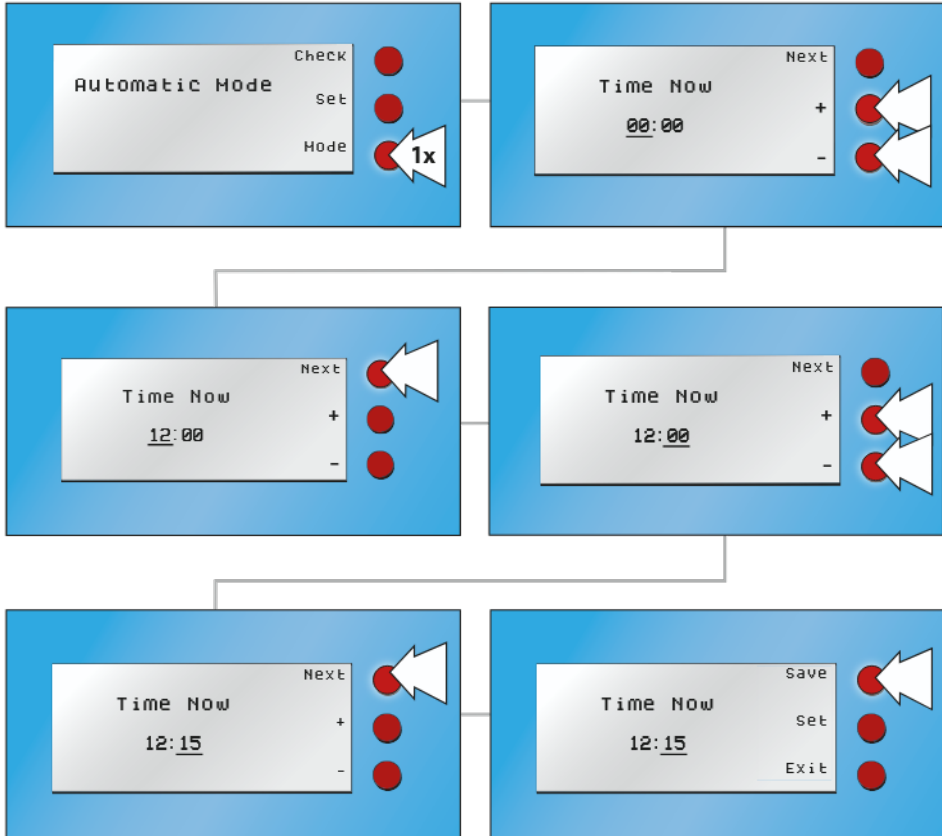 Check
Automatic Mode
Set
Mode
1x
Next
Time Now
+
00:00
-
Next
Time Now
+
12:00
-
Next
Time Now
+
12:00
-
Next
Time Now
+
12:15
-
Save
Time Now
Set
12:15
Exit